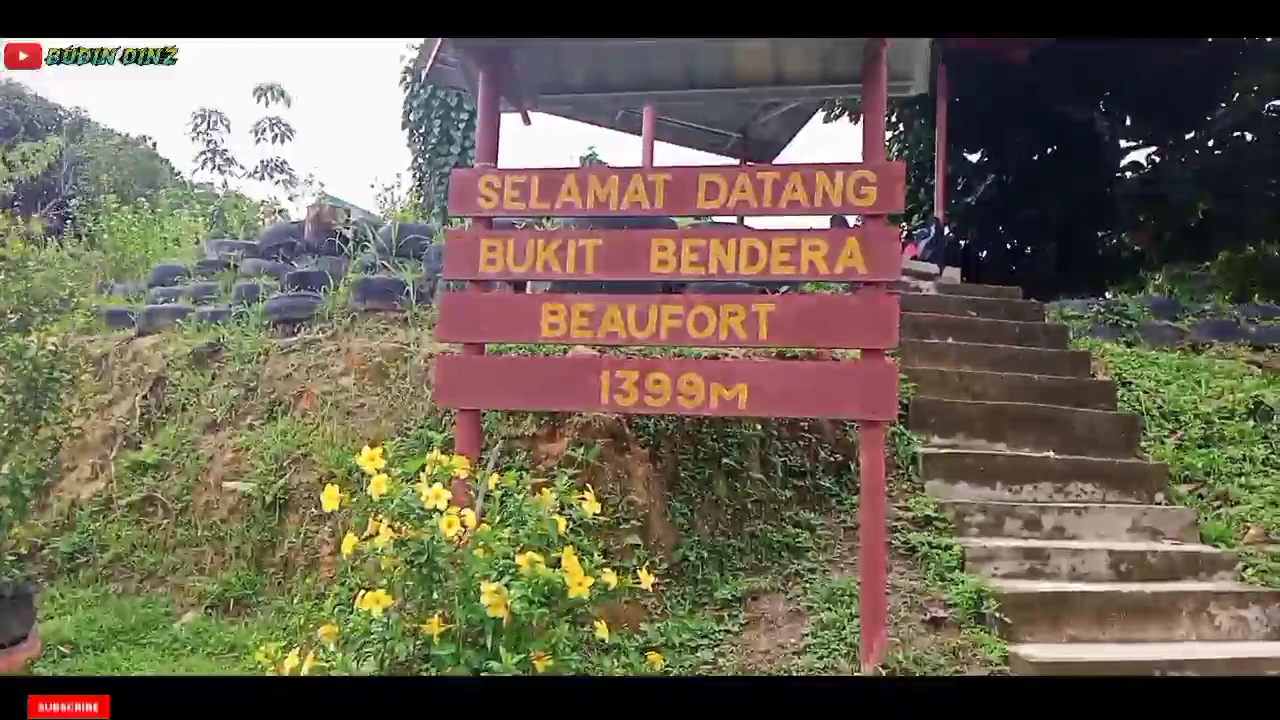 BUDIN DINZ
SELAMAT DATANG
BUKIT BENDERA
BEAUFORT
1399M
SUBSCRIBE